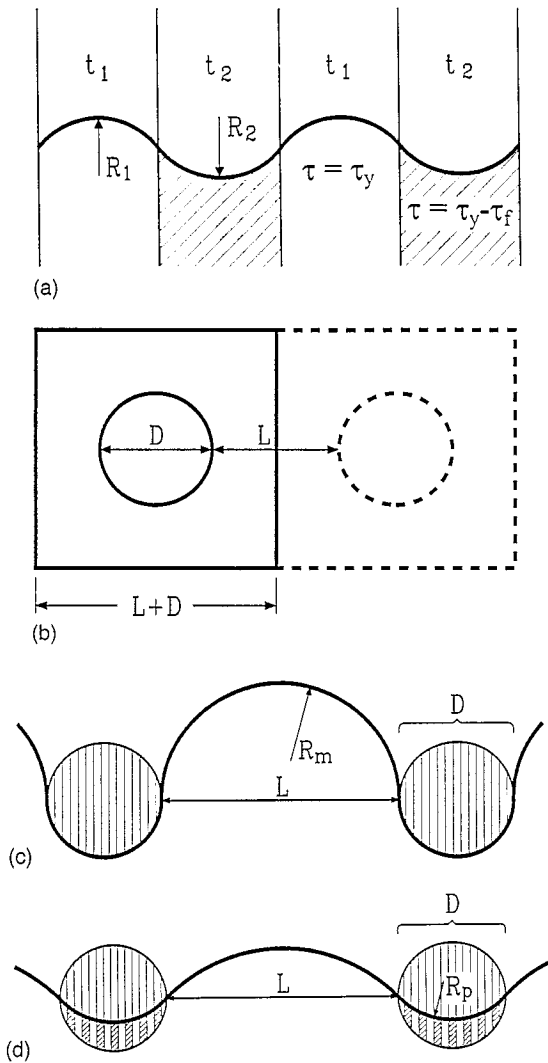 t₁ t₂ t₁ t₂
R₁ R₂ τ = τy
τ = τy-τf
(a)
D L
L+D
(b)
D
Rm
L
(c)
D
L Rp
(d)